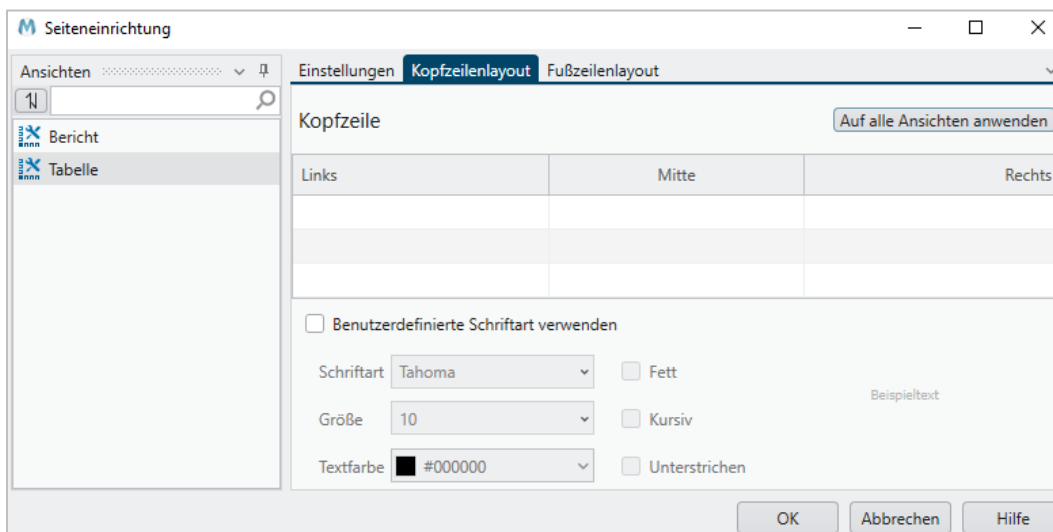 Seiteneinrichtung
Ansichten
Bericht
Tabelle
Einstellungen Kopfzeilenlayout Fußzeilenlayout
Kopfzeile Auf alle Ansichten anwenden
Links Mitte Rechts
Benutzerdefinierte Schriftart verwenden
Schriftart Tahoma Fett
Größe 10 Kursiv
Beispieltext
Textfarbe #000000 Unterstrichen
OK Abbrechen Hilfe